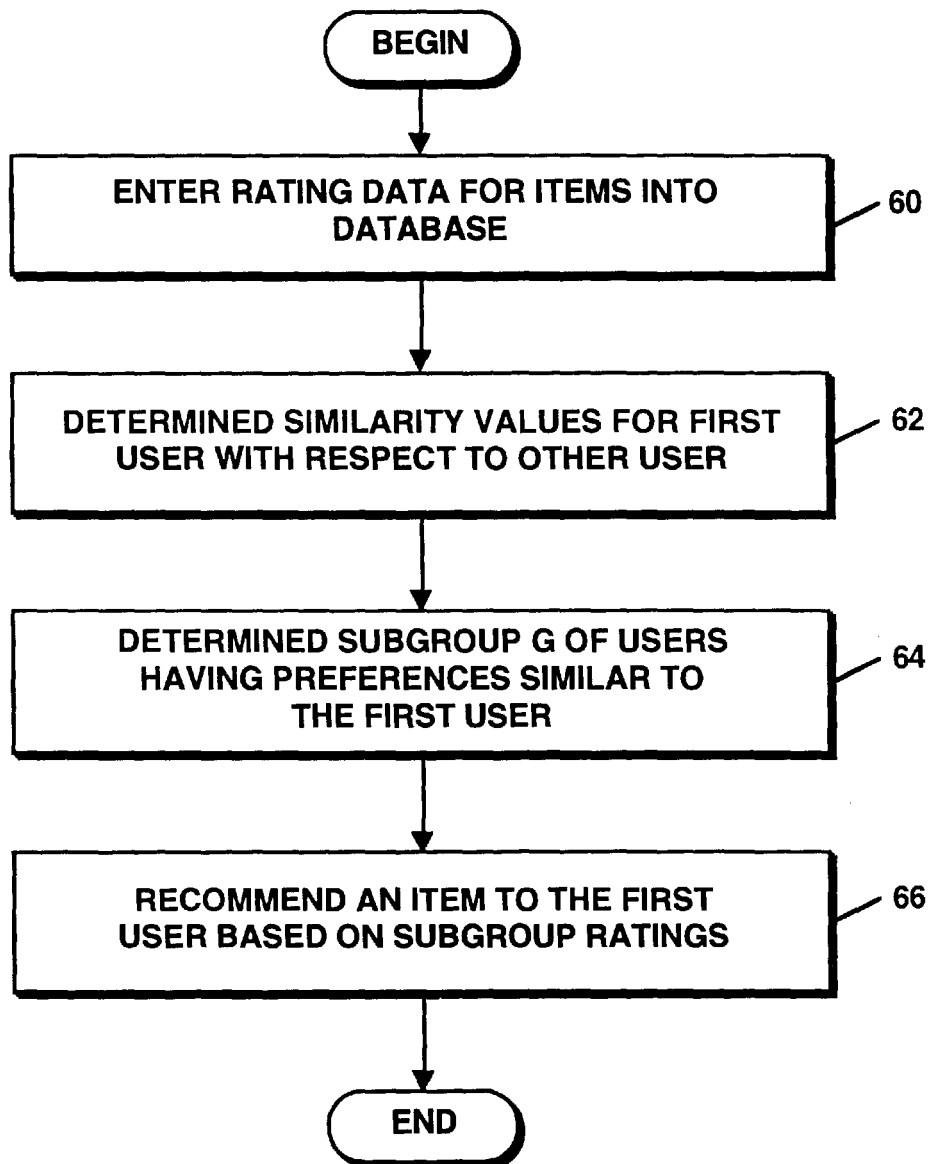 BEGIN
ENTER RATING DATA FOR ITEMS INTO
DATABASE
60
DETERMINED SIMILARITY VALUES FOR FIRST
USER WITH RESPECT TO OTHER USER
62
DETERMINED SUBGROUP G OF USERS
HAVING PREFERENCES SIMILAR TO
THE FIRST USER
64
RECOMMEND AN ITEM TO THE FIRST
USER BASED ON SUBGROUP RATINGS
66
END